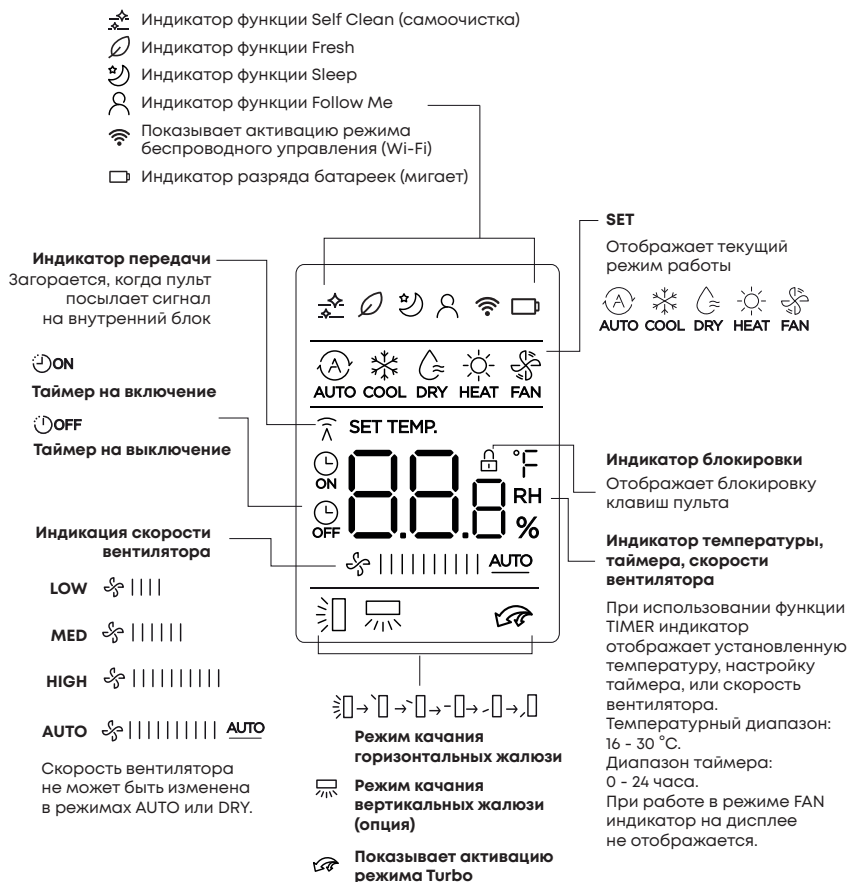 Индикатор функции Self Clean (самоочистка)
Индикатор функции Fresh
Индикатор функции Sleep
Индикатор функции Follow Me
Показывает активацию режима
беспроводного управления (Wi-Fi)
Индикатор разряда батареек (мигает)
SET
Отображает текущий
режим работы
A
AUTO COOL DRY HEAT FAN
Индикатор передачи
Загорается, когда пульт
посылает сигнал
на внутренний блок
ON
Таймер на включение
OFF
Таймер на выключение
Индикация скорости
вентилятора
LOW
MED
HIGH
AUTO AUTO
Скорость вентилятора
не может быть изменена
в режимах AUTO или DRY.
A
AUTO COOL DRY HEAT FAN
SET TEMP.
ON
OFF
88.8
°F
RH
%
AUTO
Режим качания
горизонтальных жалюзи
Режим качания
вертикальных жалюзи
(опция)
Показывает активацию
режима Turbo
Индикатор блокировки
Отображает блокировку
клавиш пульта
Индикатор температуры,
таймера, скорости
вентилятора
При использовании функции
TIMER индикатор
отображает установленную
температуру, настройку
таймера, или скорость
вентилятора.
Температурный диапазон:
16 - 30 °C.
Диапазон таймера:
0 - 24 часа.
При работе в режиме FAN
индикатор на дисплее
не отображается.